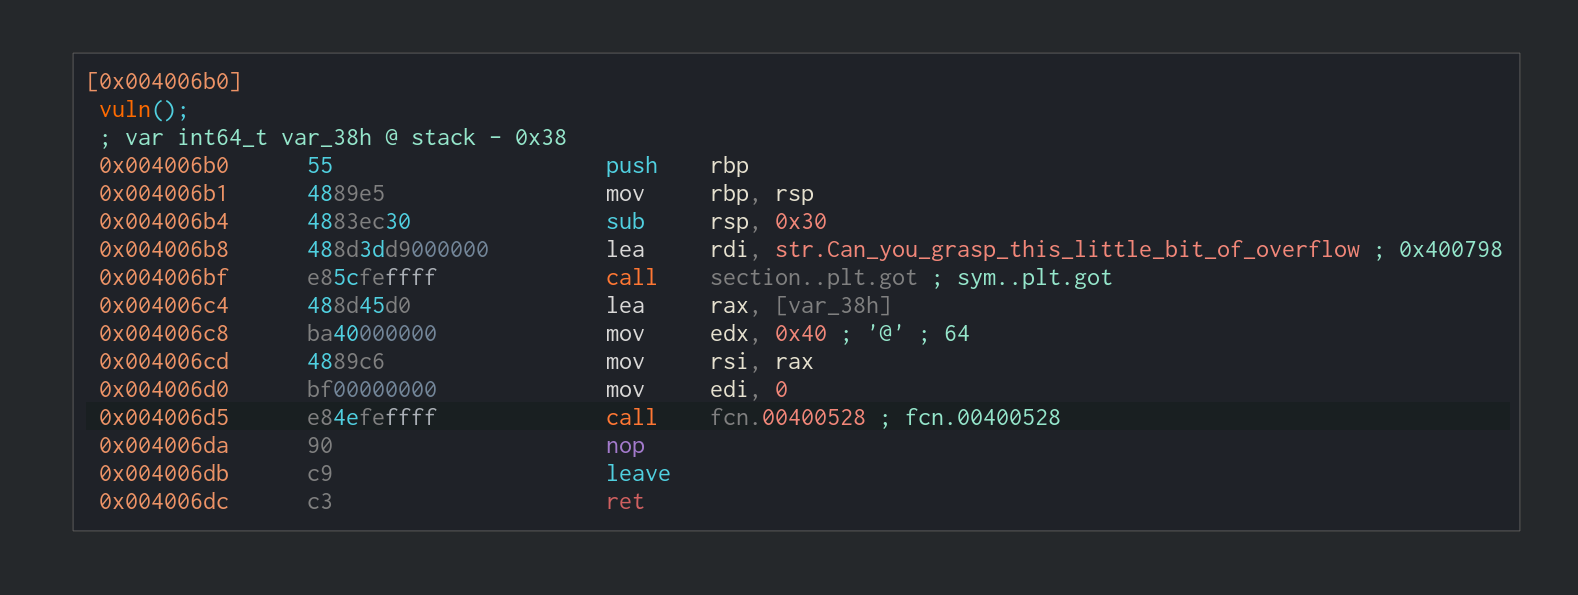 [0x004006b0]
vuln();
; var int64_t var_38h @ stack - 0x38
0x004006b0 55 push rbp
0x004006b1 4889e5 mov rbp, rsp
0x004006b4 4883ec30 sub rsp, 0x30
0x004006b8 488d3dd9000000 lea rdi, str.Can_you_grasp_this_little_bit_of_overflow ; 0x400798
0x004006bf e85cfeffff call section..plt.got ; sym..plt.got
0x004006c4 488d45d0 lea rax, [var_38h]
0x004006c8 ba40000000 mov edx, 0x40 ; '@' ; 64
0x004006cd 4889c6 mov rsi, rax
0x004006d0 bf00000000 mov edi, 0
0x004006d5 e84efeffff call fcn.00400528 ; fcn.00400528
0x004006da 90 nop
0x004006db c9 leave
0x004006dc c3 ret